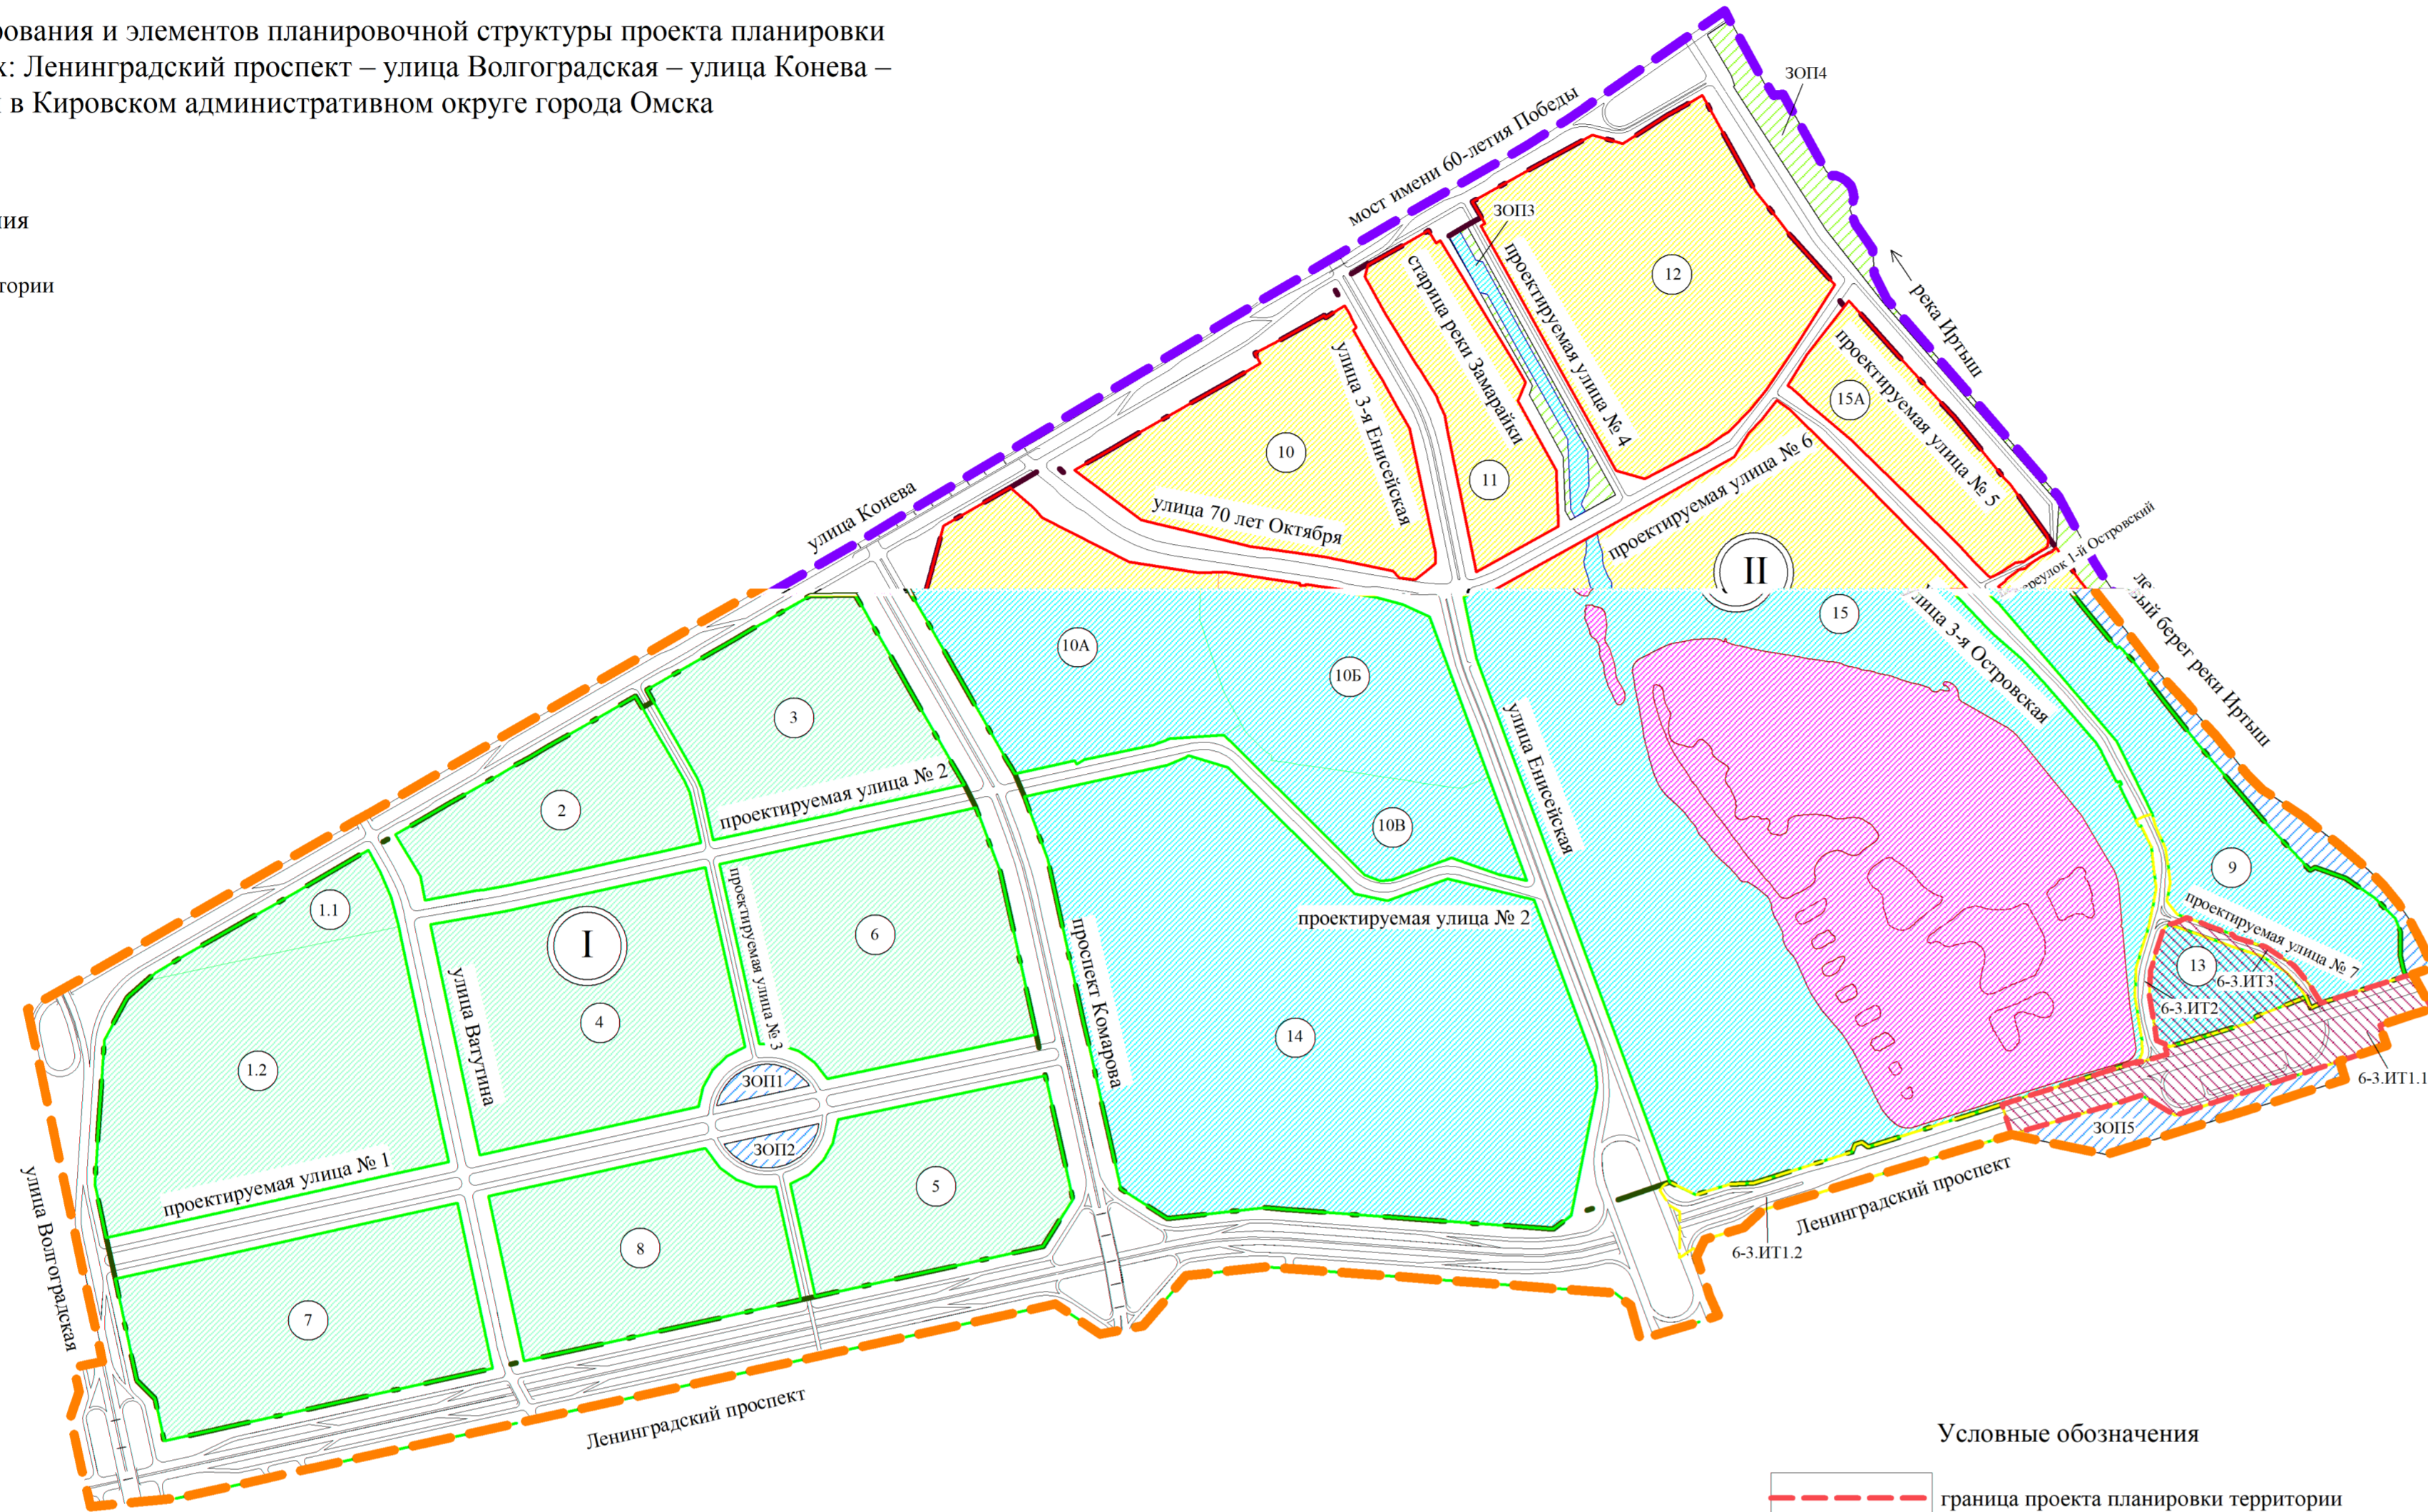 рования и элементов планировочной структуры проекта планировки
х: Ленинградский проспект – улица Волгоградская – улица Конева –
в Кировском административном округе города Омска
ия
тории
ЗОП4
мост имени 60-летия Победы
ЗОП3
12
старица реки Замарайки
проектируемая улица № 4
река Иртыш
улица 3-я Енисейская
проектируемая улица № 5
15А
10
11
улица 70 лет Октября
проектируемая улица № 6
улица Конева
II
переулок 1-й Островский
левый берег реки Иртыш
15
улица 3-я Островская
10А
10Б
3
улица Енисейская
проектируемая улица № 2
2
10В
9
1.1
проектируемая улица № 3
6
проектируемая улица № 2
I
проспект Комарова
проектируемая улица № 7
13
6-3.ИТ3
6-3.ИТ2
улица Ватутина
4
14
1.2
ЗОП1
6-3.ИТ1.1
ЗОП5
ЗОП2
проектируемая улица № 1
5
улица Волгоградская
Ленинградский проспект
6-3.ИТ1.2
8
7
Ленинградский проспект
Условные обозначения
граница проекта планировки территории